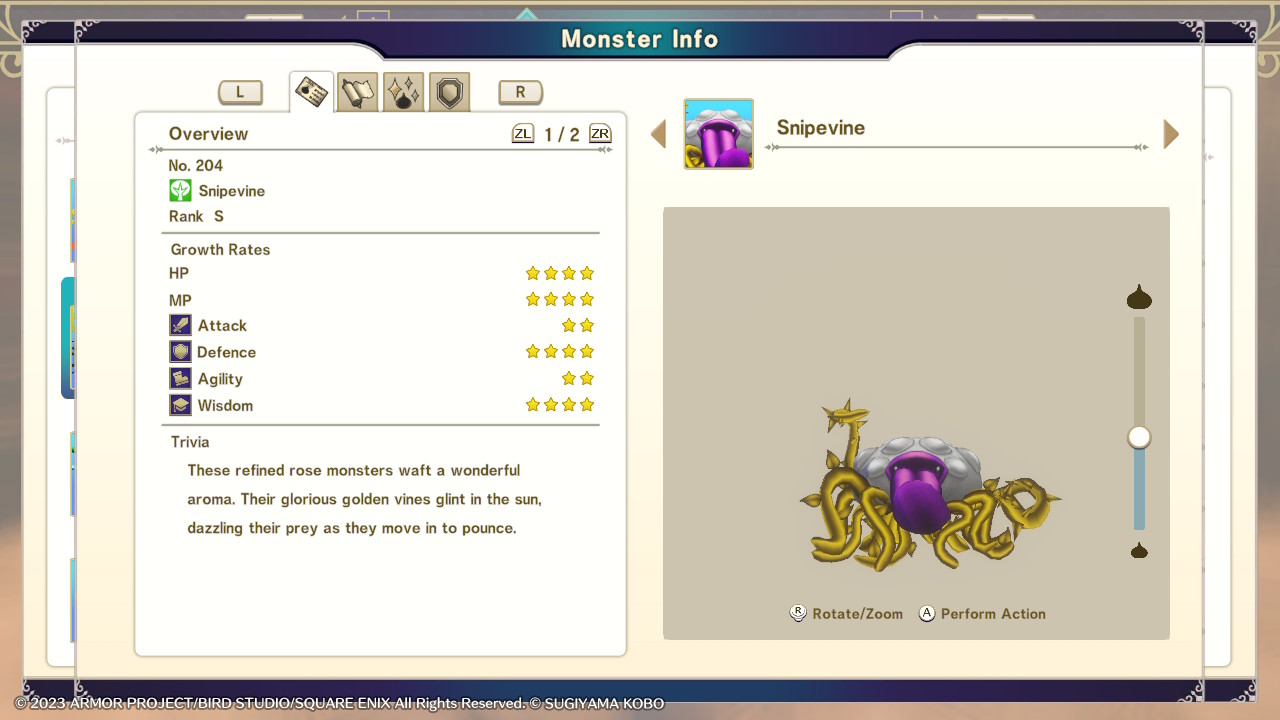 Monster Info
L
R
Overview
ZL 1 / 2 ZR
No. 204
Snipevine
Rank S
Growth Rates
HP
MP
Attack
Defence
Agility
Wisdom
Trivia
These refined rose monsters waft a wonderful
aroma. Their glorious golden vines glint in the sun,
dazzling their prey as they move in to pounce.
Snipevine
R Rotate/Zoom A Perform Action
© 2023 ARMOR PROJECT/BIRD STUDIO/SQUARE ENIX All Rights Reserved. © SUGIYAMA KOBO